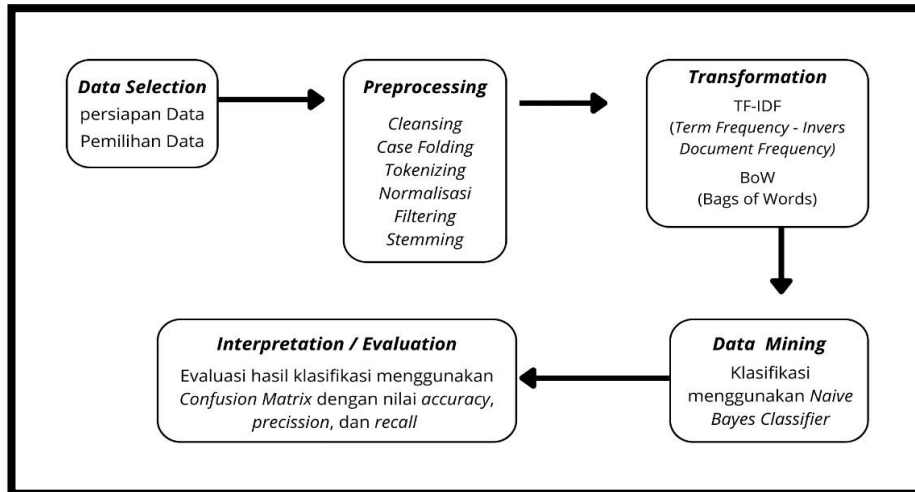 Data Selection
persiapan Data
Pemilihan Data
Preprocessing
Cleansing
Case Folding
Tokenizing
Normalisasi
Filtering
Stemming
Transformation
TF-IDF
(Term Frequency - Invers
Document Frequency)
BoW
(Bags of Words)
Data Mining
Klasifikasi
menggunakan Naive
Bayes Classifier
Interpretation / Evaluation
Evaluasi hasil klasifikasi menggunakan
Confusion Matrix dengan nilai accuracy,
precission, dan recall